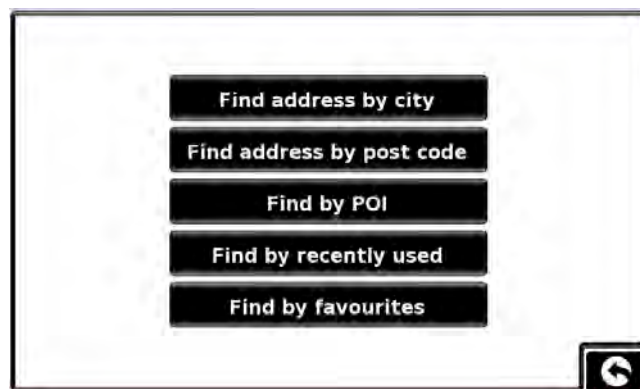 Find address by city
Find address by post code
Find by POI
Find by recently used
Find by favourites